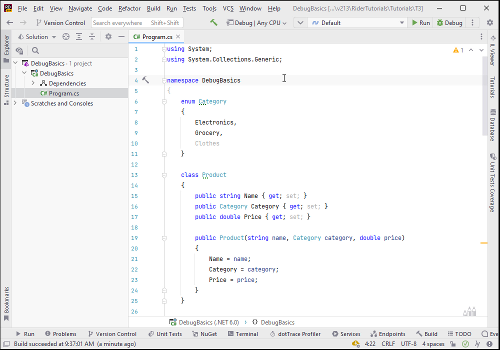 File Edit View Navigate Code Refactor Build Run Tests Tools Git Window Help DebugBasics [...\v213\RiderTutorials\Tutorials\T3]
Version Control Search everywhere Shift+Shift Debug | Any CPU Default Run Debug
Explorer Solution Program.cs IL Viewer
DebugBasics · 1 project
DebugBasics
Dependencies
Program.cs
Scratches and Consoles
Structure
Bookmarks
1 using System; 1
2 using System.Collections.Generic;
3
4 namespace DebugBasics
5 {
6 enum Category
7 {
8 Electronics,
9 Grocery,
10 Clothes
11 }
12
13 class Product
14 {
15 public string Name { get; set; }
16 public Category Category { get; set; }
17 public double Price { get; set; }
18
19 public Product(string name, Category category, double price)
20 {
21 Name = name;
22 Category = category;
23 Price = price;
24 }
25 }
26
Tutorials
Database
Unit Tests Coverage
DebugBasics (.NET 6.0) DebugBasics
Run Problems Version Control Unit Tests NuGet Terminal dotTrace Profiler Services Endpoints Build TODO
Build succeeded at 9:37:01 AM (a minute ago) 4:22 CRLF UTF-8 4 spaces